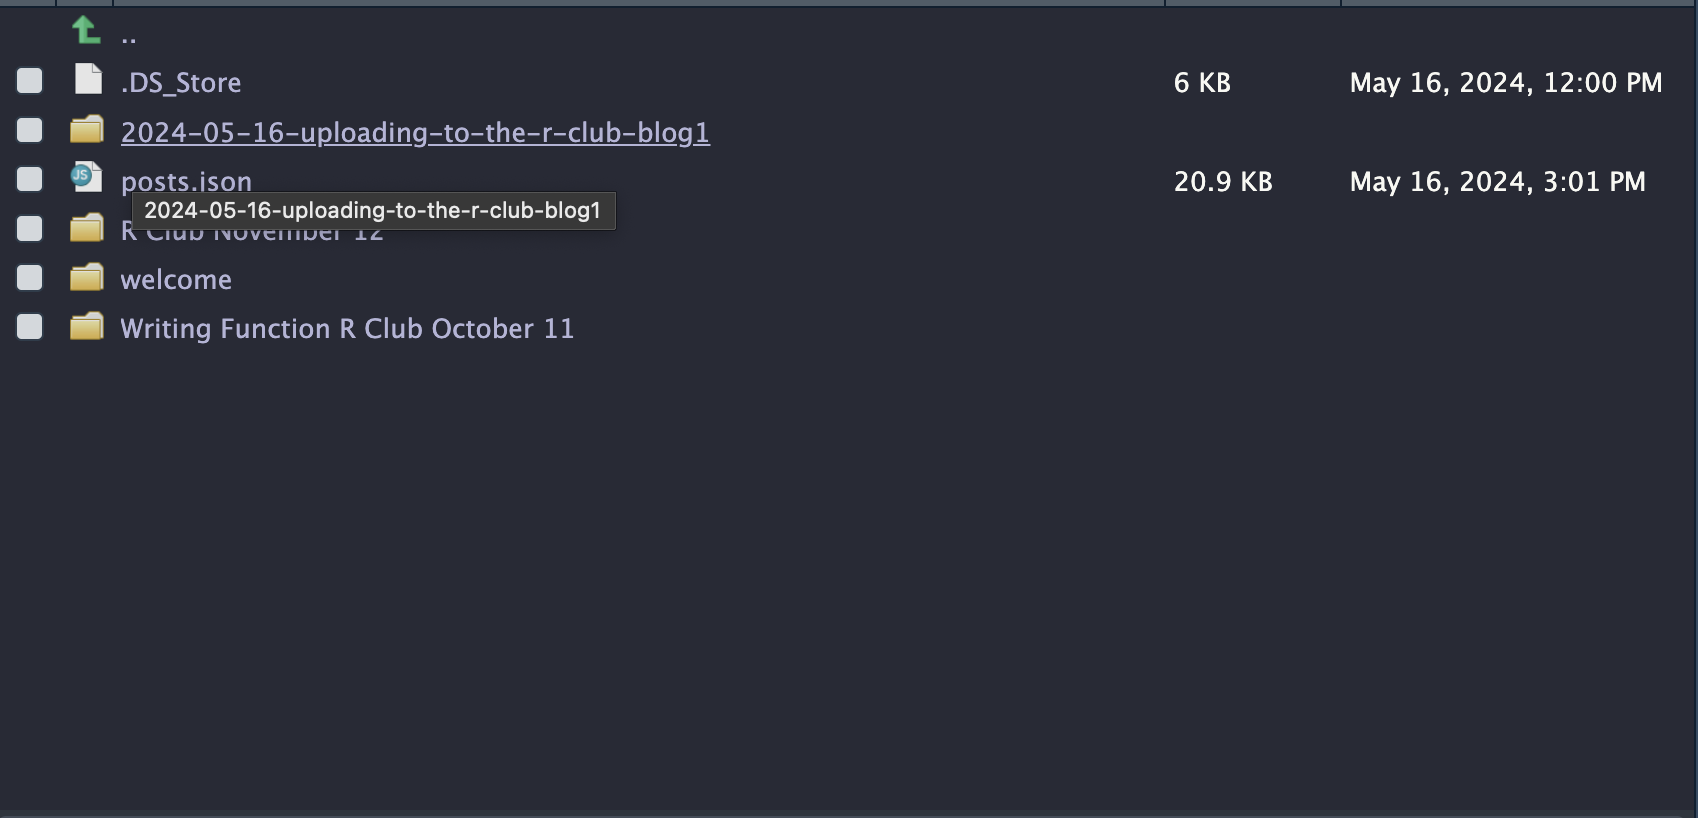 ..
.DS_Store 6 KB May 16, 2024, 12:00 PM
2024-05-16-uploading-to-the-r-club-blog1
JS posts.json 20.9 KB May 16, 2024, 3:01 PM
2024-05-16-uploading-to-the-r-club-blog1
R Club November 12
welcome
Writing Function R Club October 11